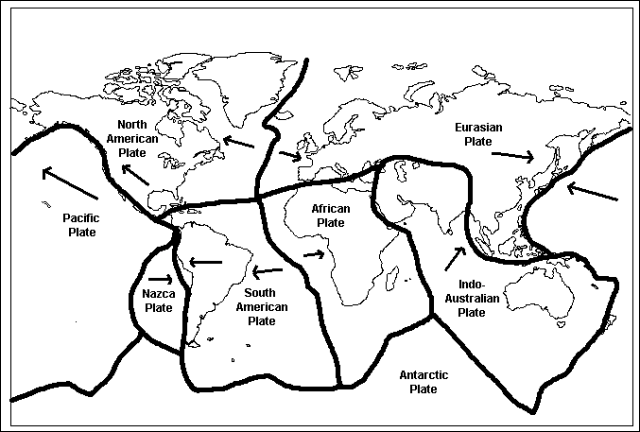 North
American
Plate
Eurasian
Plate
Pacific
Plate
African
Plate
Nazca
Plate
South
American
Plate
Indo-
Australian
Plate
Antarctic
Plate